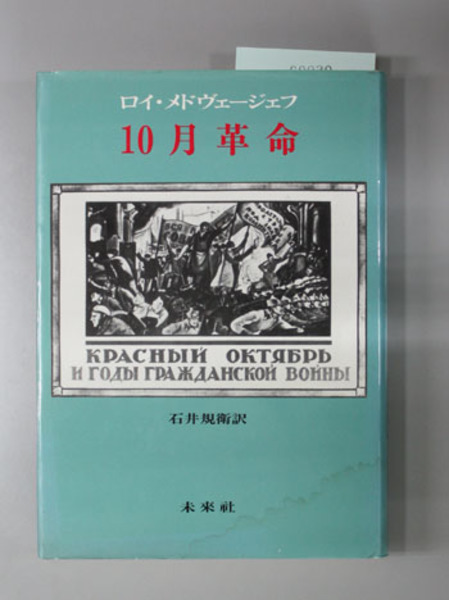 ロイ・メドヴェージェフ
10月革命
КРАСНЫЙ ОКТЯБРЬ
И ГОДЫ ГРАЖДАНСКОЙ ВОЙНЫ
石井規衛訳
未來社